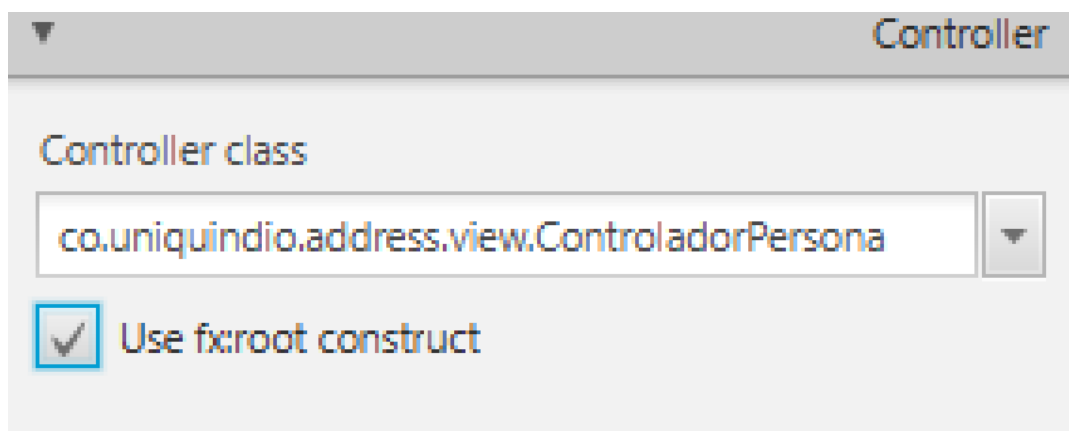 Controller
Controller class
co.uniquindio.address.view.ControladorPersona
Use fx:root construct